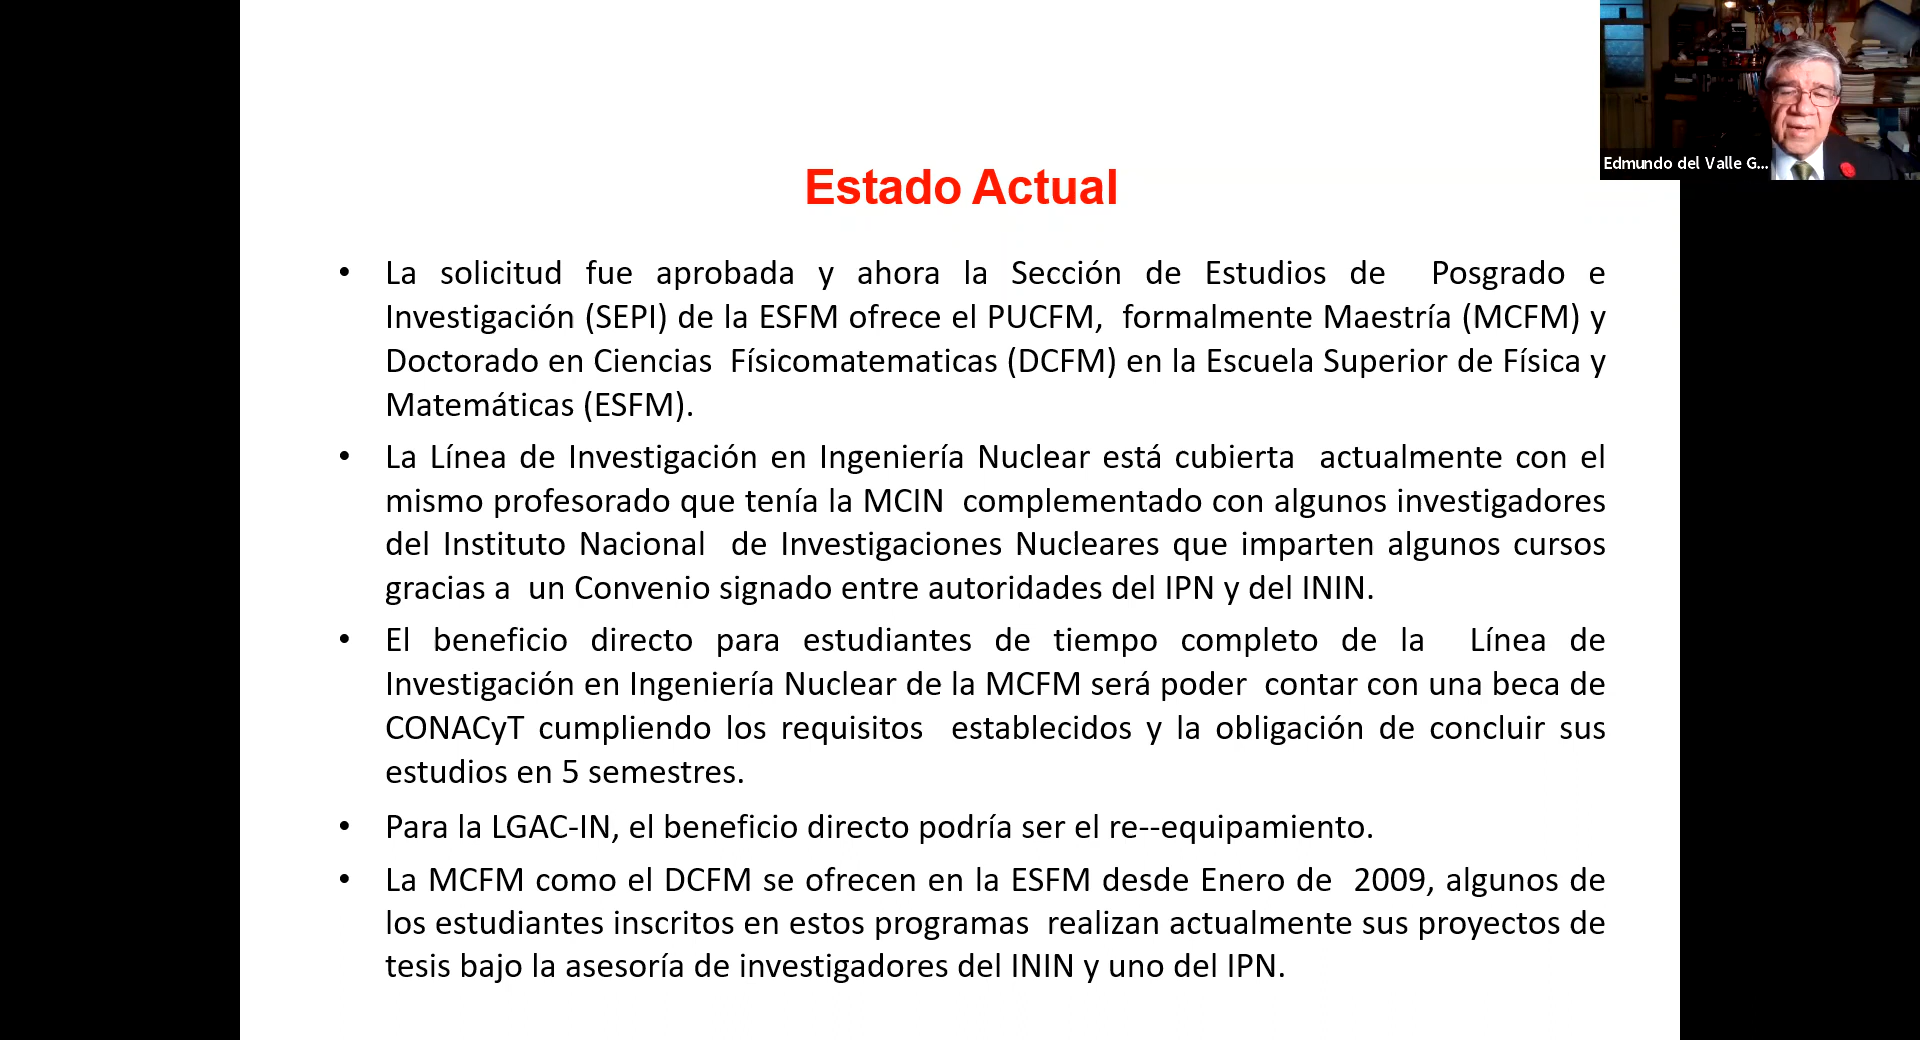 Edmundo del Valle G...
Estado Actual
• La solicitud fue aprobada y ahora la Sección de Estudios de Posgrado e
Investigación (SEPI) de la ESFM ofrece el PUCFM, formalmente Maestría (MCFM) y
Doctorado en Ciencias Físicomatematicas (DCFM) en la Escuela Superior de Física y
Matemáticas (ESFM).
• La Línea de Investigación en Ingeniería Nuclear está cubierta actualmente con el
mismo profesorado que tenía la MCIN complementado con algunos investigadores
del Instituto Nacional de Investigaciones Nucleares que imparten algunos cursos
gracias a un Convenio signado entre autoridades del IPN y del ININ.
• El beneficio directo para estudiantes de tiempo completo de la Línea de
Investigación en Ingeniería Nuclear de la MCFM será poder contar con una beca de
CONACyT cumpliendo los requisitos establecidos y la obligación de concluir sus
estudios en 5 semestres.
• Para la LGAC-IN, el beneficio directo podría ser el re--equipamiento.
• La MCFM como el DCFM se ofrecen en la ESFM desde Enero de 2009, algunos de
los estudiantes inscritos en estos programas realizan actualmente sus proyectos de
tesis bajo la asesoría de investigadores del ININ y uno del IPN.